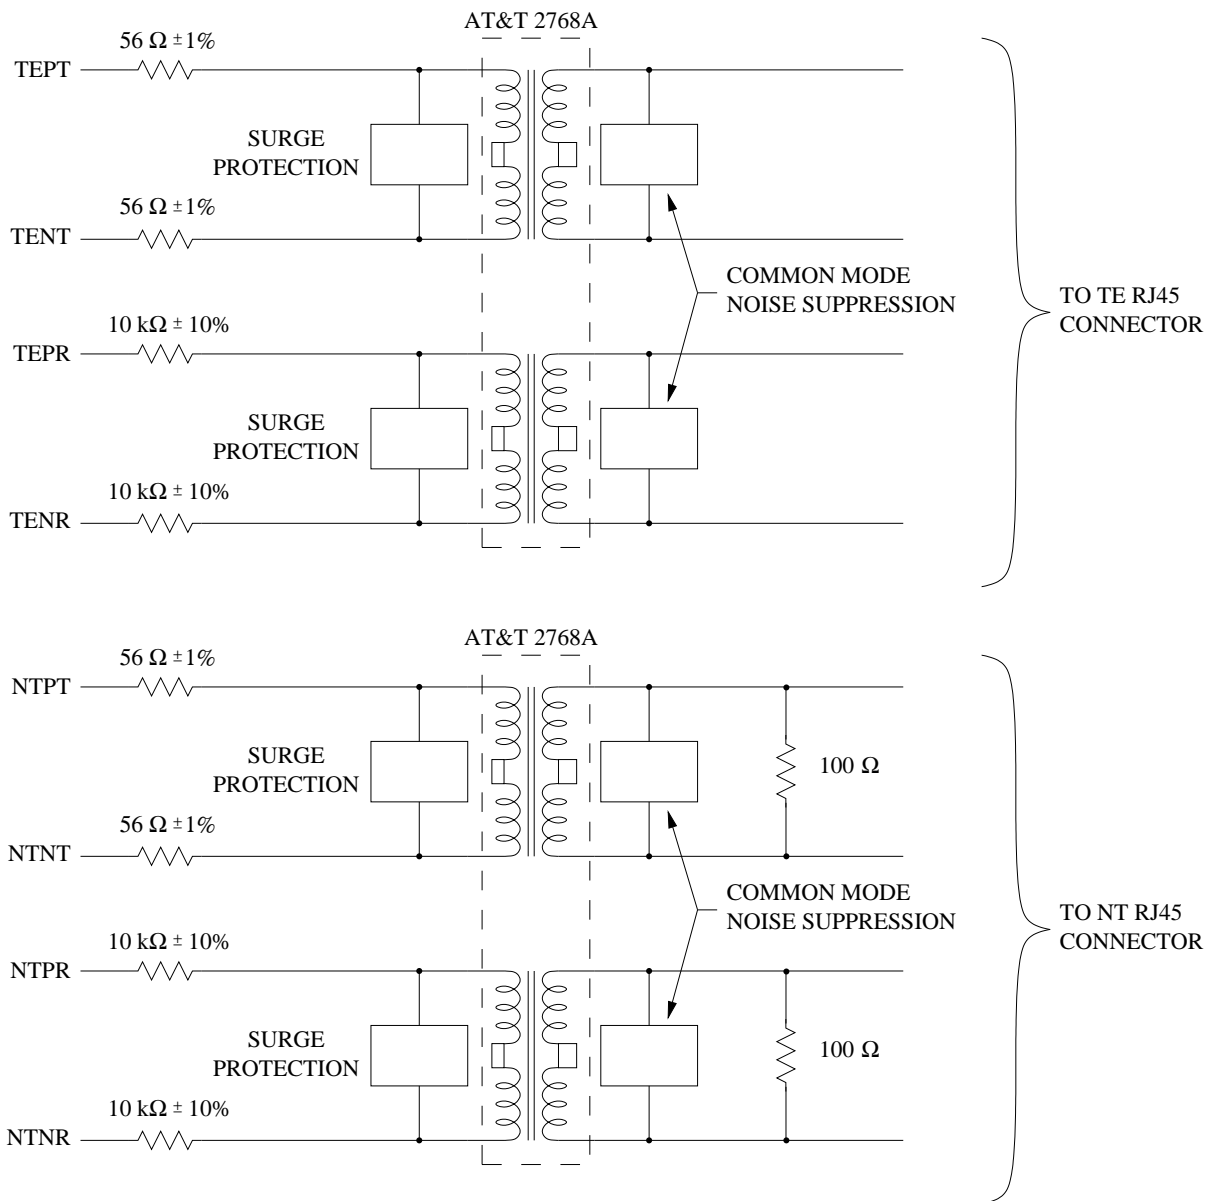 AT&T 2768A
56 Ω ±1%
TEPT
SURGE
PROTECTION
56 Ω ±1%
TENT
COMMON MODE
NOISE SUPPRESSION
TO TE RJ45
CONNECTOR
10 kΩ ± 10%
TEPR
SURGE
PROTECTION
10 kΩ ± 10%
TENR
AT&T 2768A
56 Ω ±1%
NTPT
SURGE
PROTECTION
100 Ω
56 Ω ±1%
NTNT
COMMON MODE
NOISE SUPPRESSION
TO NT RJ45
CONNECTOR
10 kΩ ± 10%
NTPR
SURGE
PROTECTION
100 Ω
10 kΩ ± 10%
NTNR